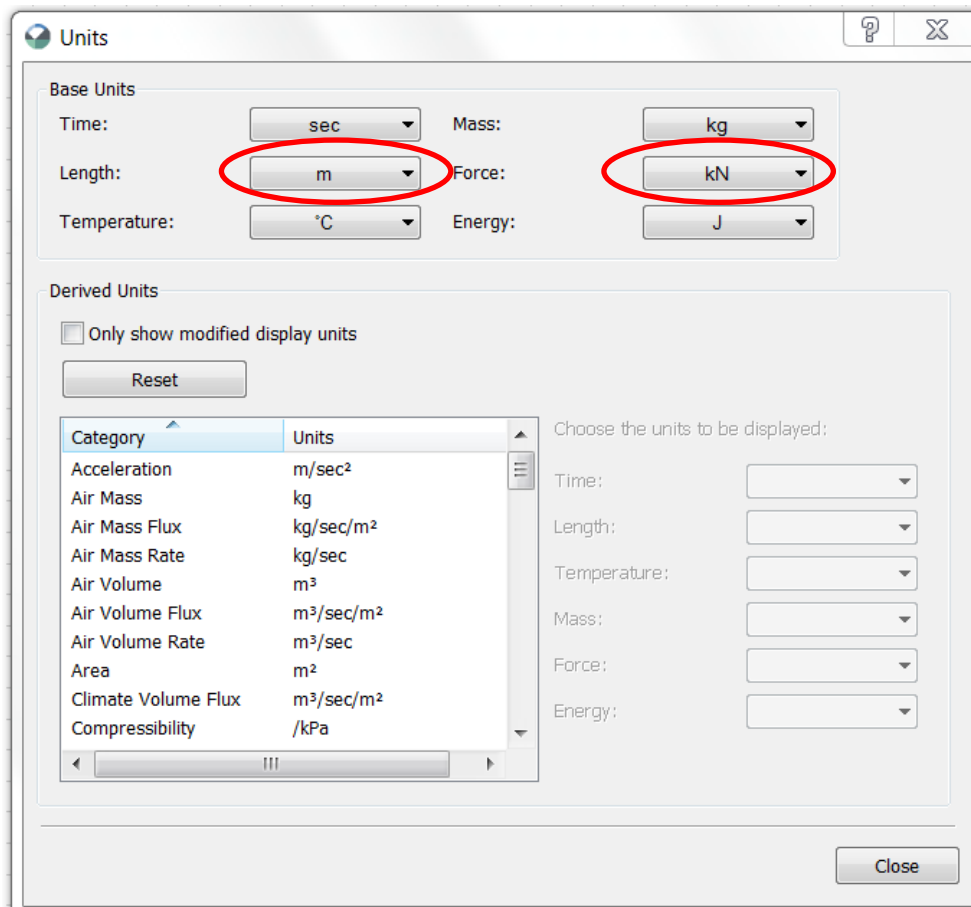 Units
Base Units
Time: sec Mass: kg
Length: m Force: kN
Temperature: °C Energy: J
Derived Units
Only show modified display units
Reset
Category Units
Acceleration m/sec²
Air Mass kg
Air Mass Flux kg/sec/m²
Air Mass Rate kg/sec
Air Volume m³
Air Volume Flux m³/sec/m²
Air Volume Rate m³/sec
Area m²
Climate Volume Flux m³/sec/m²
Compressibility /kPa
Choose the units to be displayed:
Time:
Length:
Temperature:
Mass:
Force:
Energy:
Close